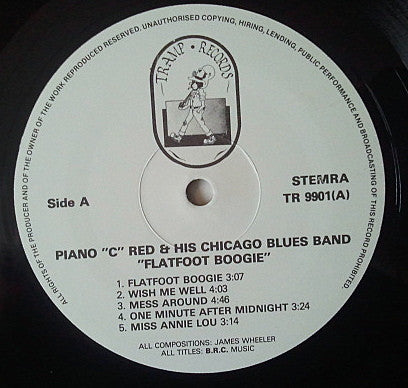 ALL RIGHTS OF THE PRODUCER AND OF THE OWNER OF THE WORK REPRODUCED RESERVED, UNAUTHORISED COPYING, HIRING, LENDING, PUBLIC PERFORMANCE AND BROADCASTING OF THIS RECORD PROHIBITED.
TRAMP · RECORDS
Side A
STEMRA
TR 9901(A)
PIANO "C" RED & HIS CHICAGO BLUES BAND
"FLATFOOT BOOGIE"
1. FLATFOOT BOOGIE 3:07
2. WISH ME WELL 4:03
3. MESS AROUND 4:46
4. ONE MINUTE AFTER MIDNIGHT 3:24
5. MISS ANNIE LOU 3:14
ALL COMPOSITIONS: JAMES WHEELER
ALL TITLES: B.R.C. MUSIC